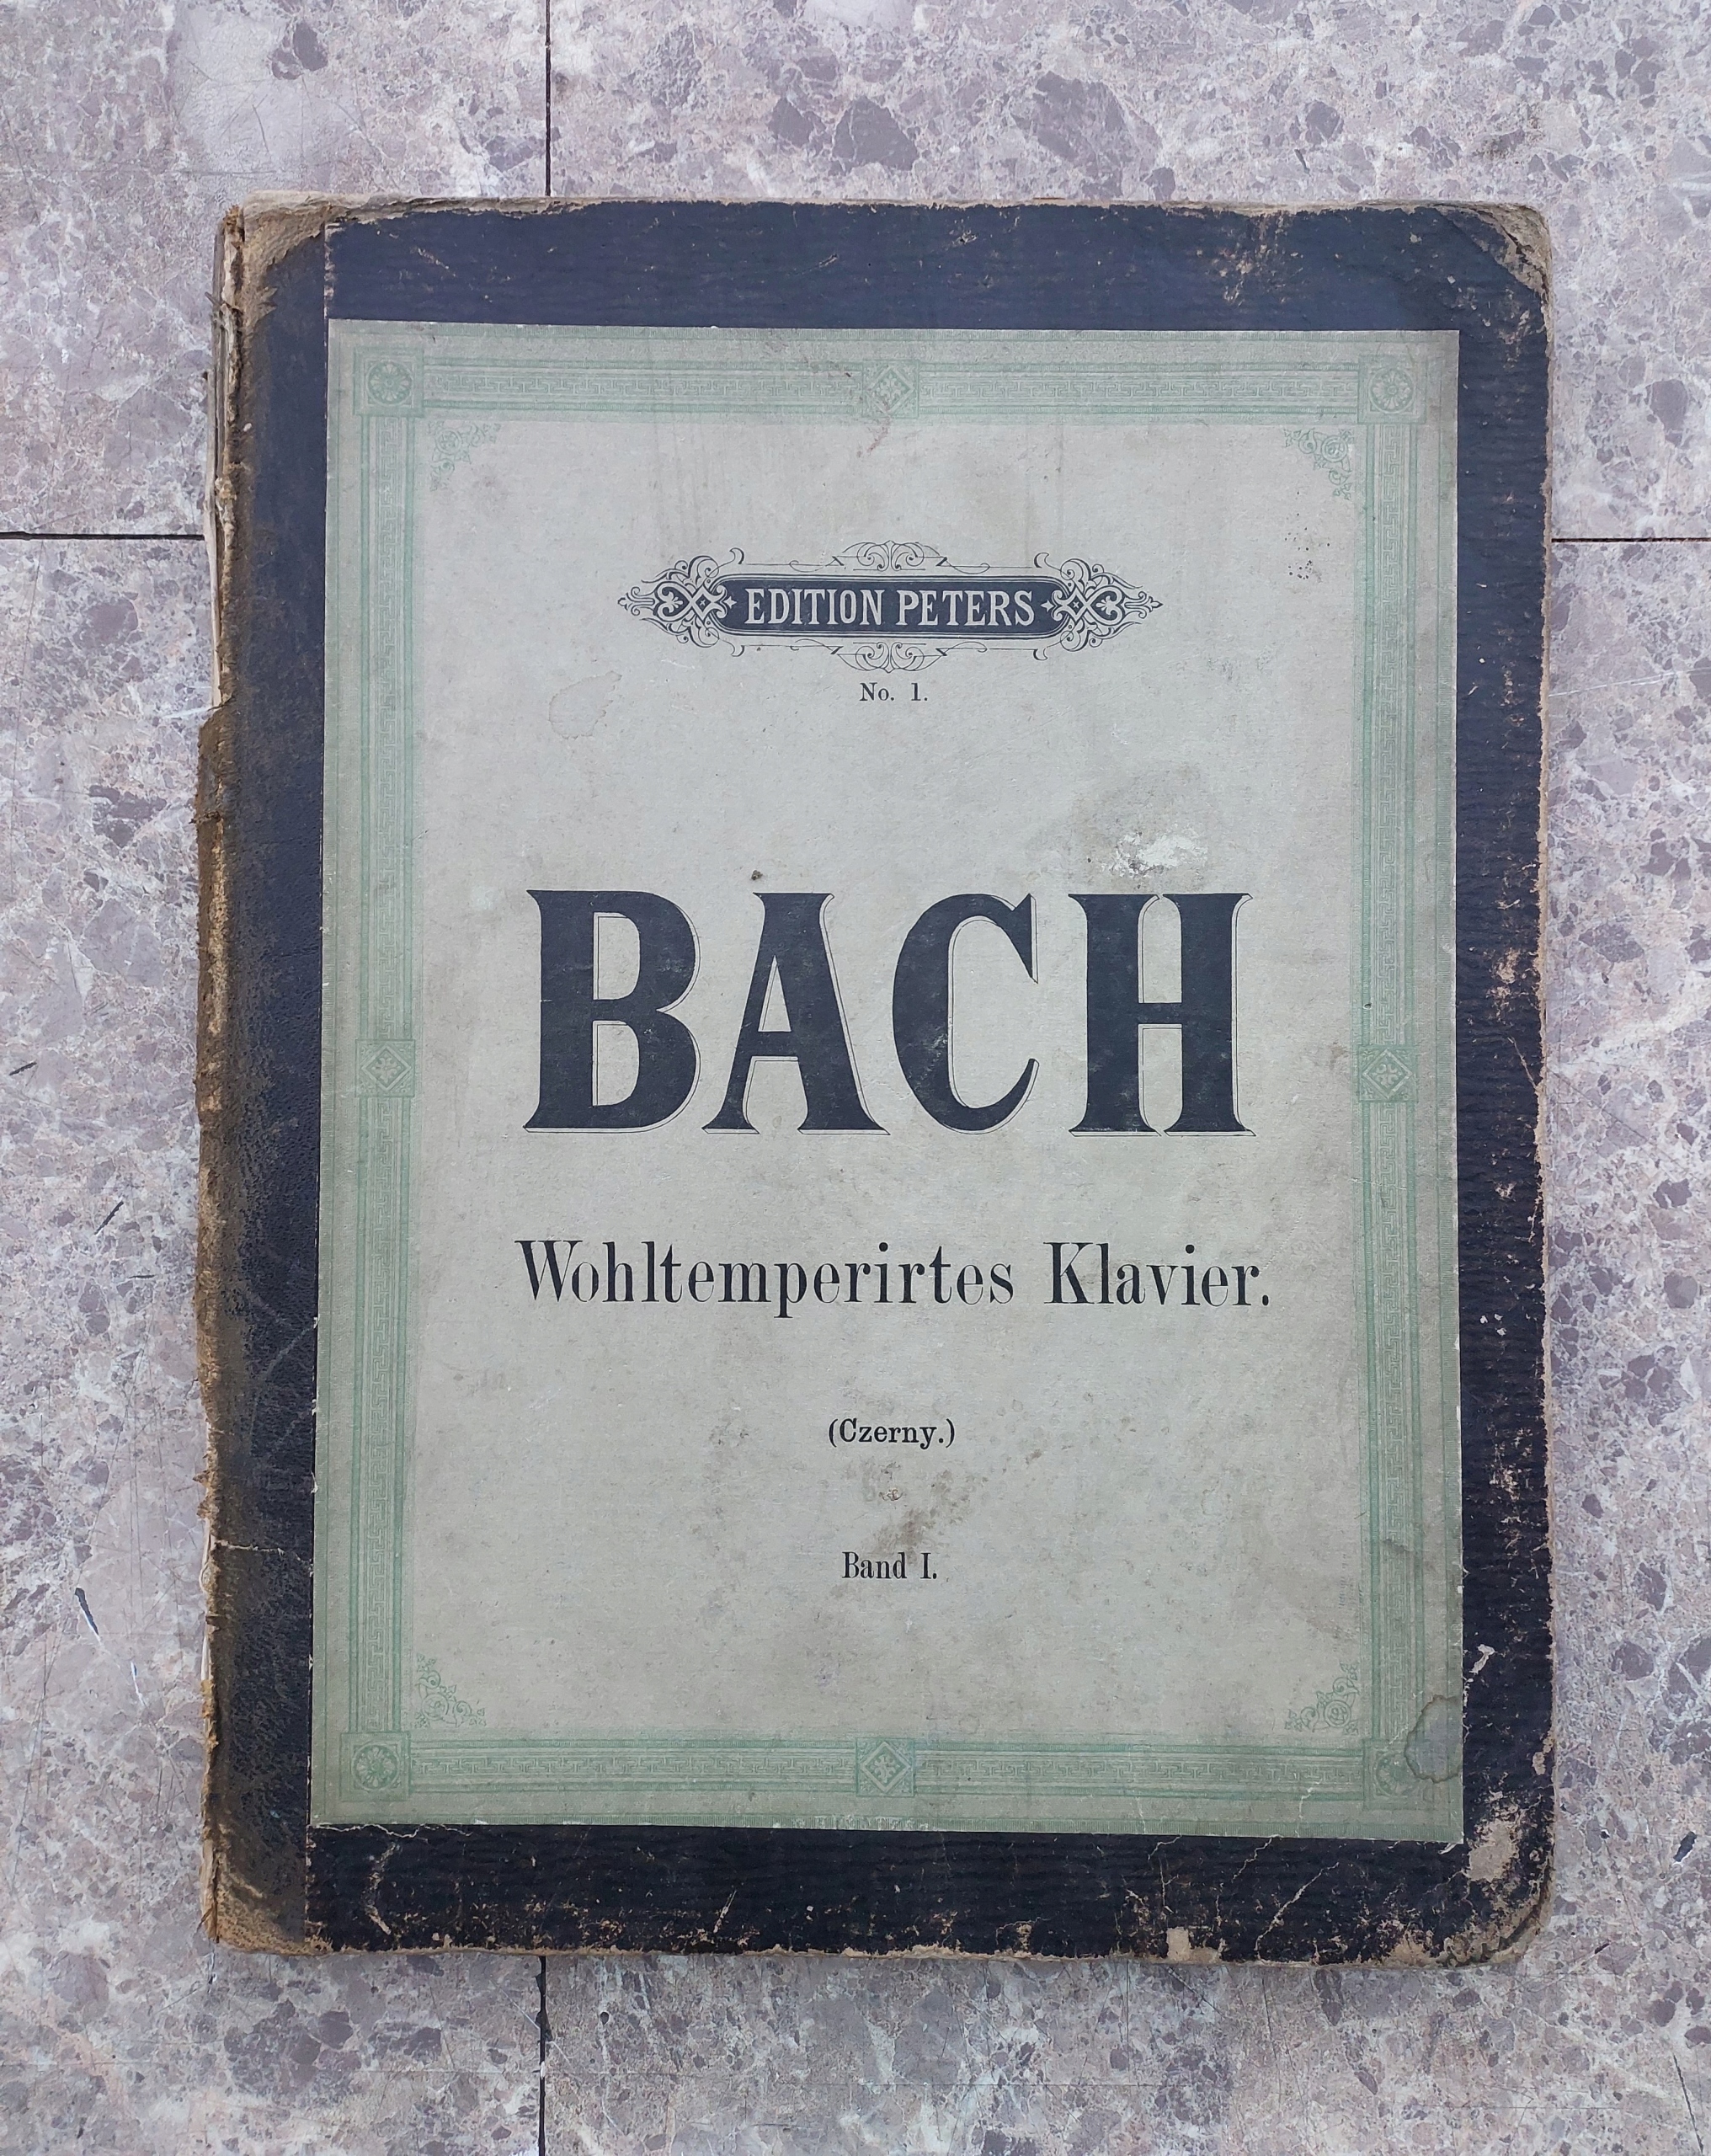 EDITION PETERS
No. 1.
BACH
Wohltemperirtes Klavier.
(Czerny.)
Band I.